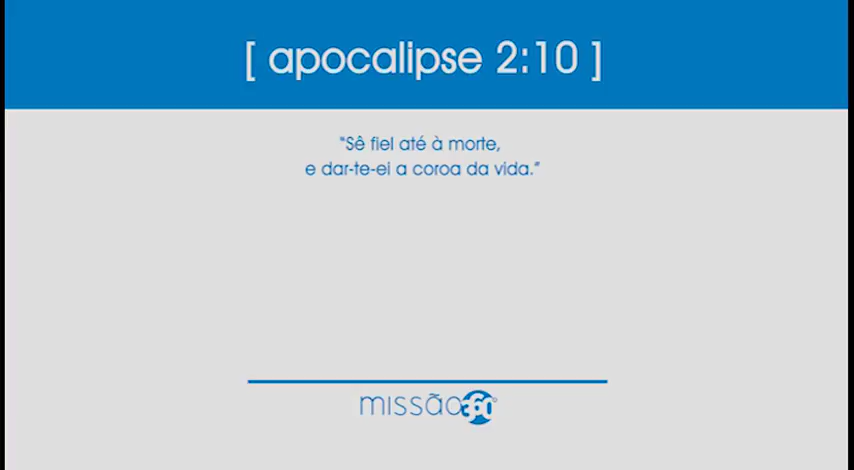 [ apocalipse 2:10 ]
“Sê fiel até à morte,
e dar-te-ei a coroa da vida.”
missão360°